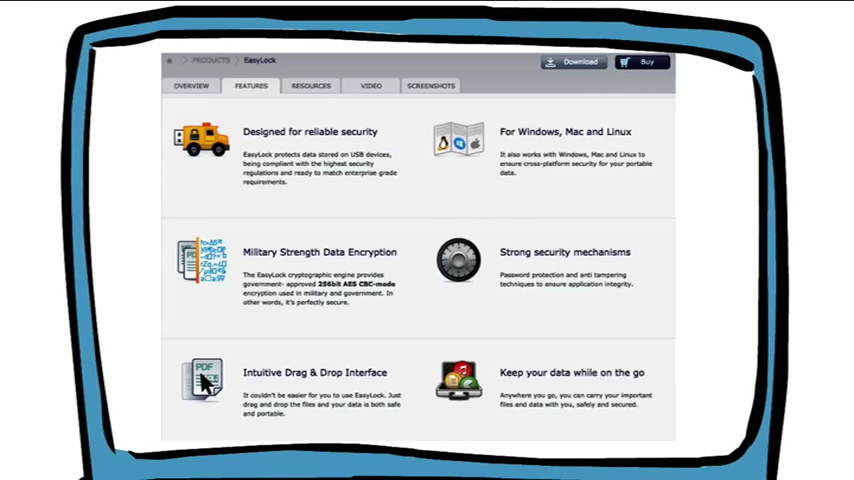 PRODUCTS EasyLock
Download Buy
OVERVIEW FEATURES RESOURCES VIDEO SCREENSHOTS
Designed for reliable security
EasyLock protects data stored on USB devices,
being compliant with the highest security
regulations and ready to match enterprise grade
requirements.
For Windows, Mac and Linux
It also works with Windows, Mac and Linux to
ensure cross-platform security for your portable
data.
Military Strength Data Encryption
The EasyLock cryptographic engine provides
government- approved 256bit AES CBC-mode
encryption used in military and government. In
other words, it's perfectly secure.
Strong security mechanisms
Password protection and anti tampering
techniques to ensure application integrity.
PDF
Intuitive Drag & Drop Interface
It couldn't be easier for you to use EasyLock. Just
drag and drop the files and your data is both safe
and portable.
Keep your data while on the go
Anywhere you go, you can carry your important
files and data with you, safely and secured.